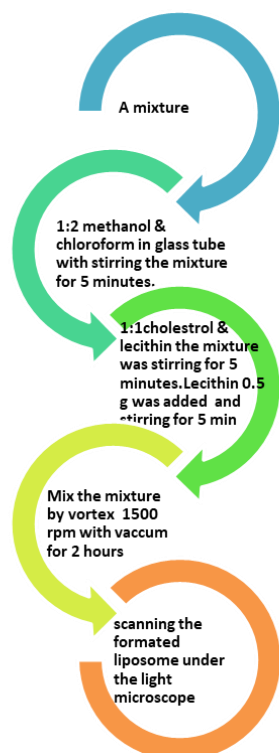 A mixture
1:2 methanol &
chloroform in glass tube
with stirring the mixture
for 5 minutes.
1:1cholestrol &
lecithin the mixture
was stirring for 5
minutes.Lecithin 0.5
g was added and
stirring for 5 min
Mix the mixture
by vortex 1500
rpm with vaccum
for 2 hours
scanning the
formated
liposome under
the light
microscope